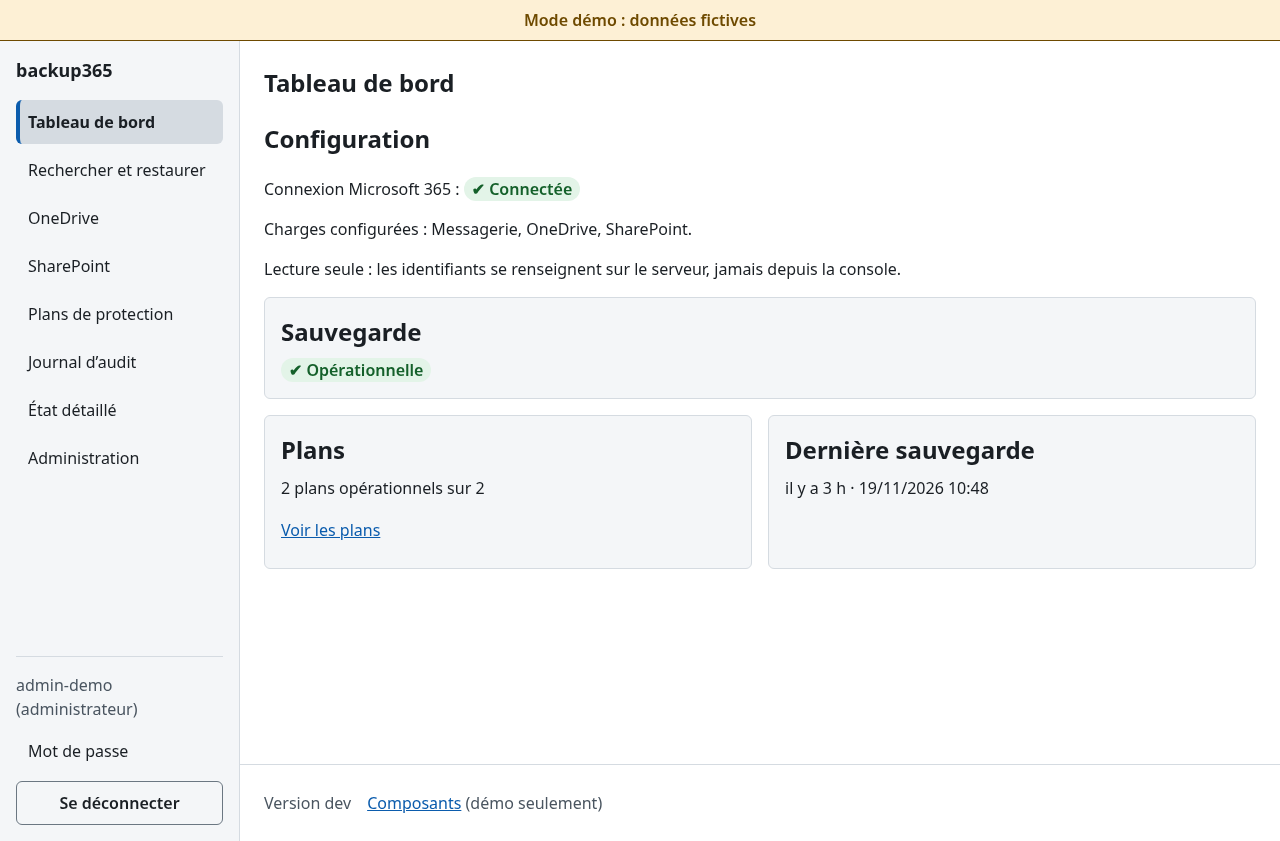 Mode démo : données fictives
backup365
Tableau de bord
Rechercher et restaurer
OneDrive
SharePoint
Plans de protection
Journal d’audit
État détaillé
Administration
admin-demo
(administrateur)
Mot de passe
Se déconnecter
Tableau de bord
Configuration
Connexion Microsoft 365 : ✔ Connectée
Charges configurées : Messagerie, OneDrive, SharePoint.
Lecture seule : les identifiants se renseignent sur le serveur, jamais depuis la console.
Sauvegarde
✔ Opérationnelle
Plans
2 plans opérationnels sur 2
Voir les plans
Dernière sauvegarde
il y a 3 h · 19/11/2026 10:48
Version dev Composants (démo seulement)